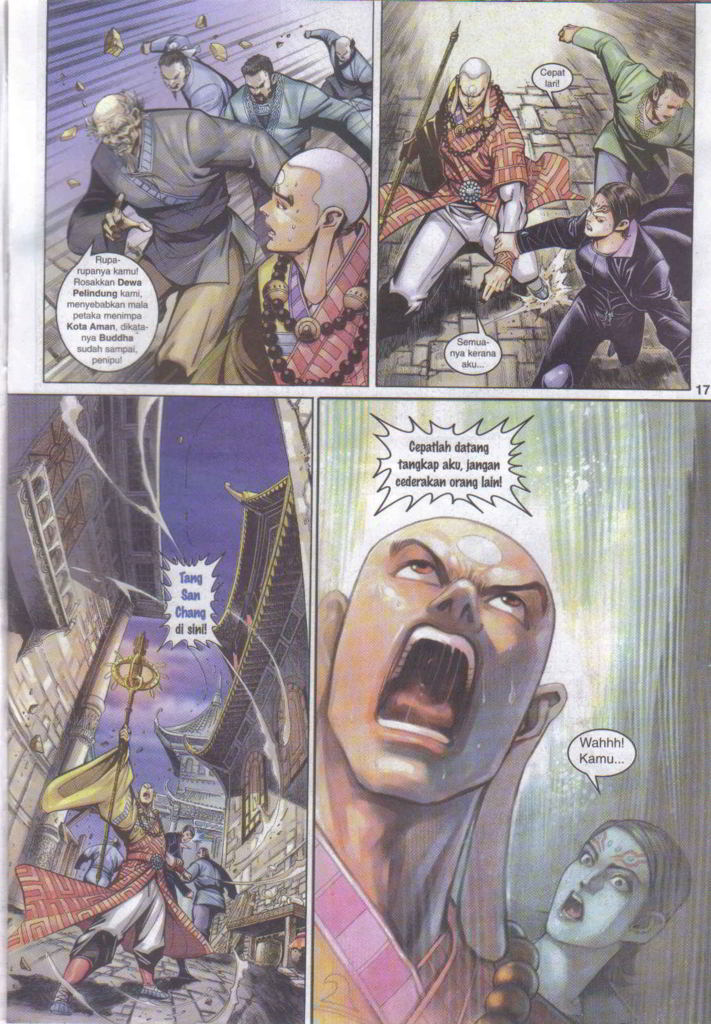 Rupa-
rupanya kamu!
Rosakkan Dewa
Pelindung kami,
menyebabkan mala
petaka menimpa
Kota Aman, dikata-
nya Buddha
sudah sampai,
penipu!
Cepat
lari!
Semua-
nya kerana
aku...
17
Tang
San
Chang
di sini!
Cepatlah datang
tangkap aku, jangan
cederakan orang lain!
Wahhh!
Kamu...